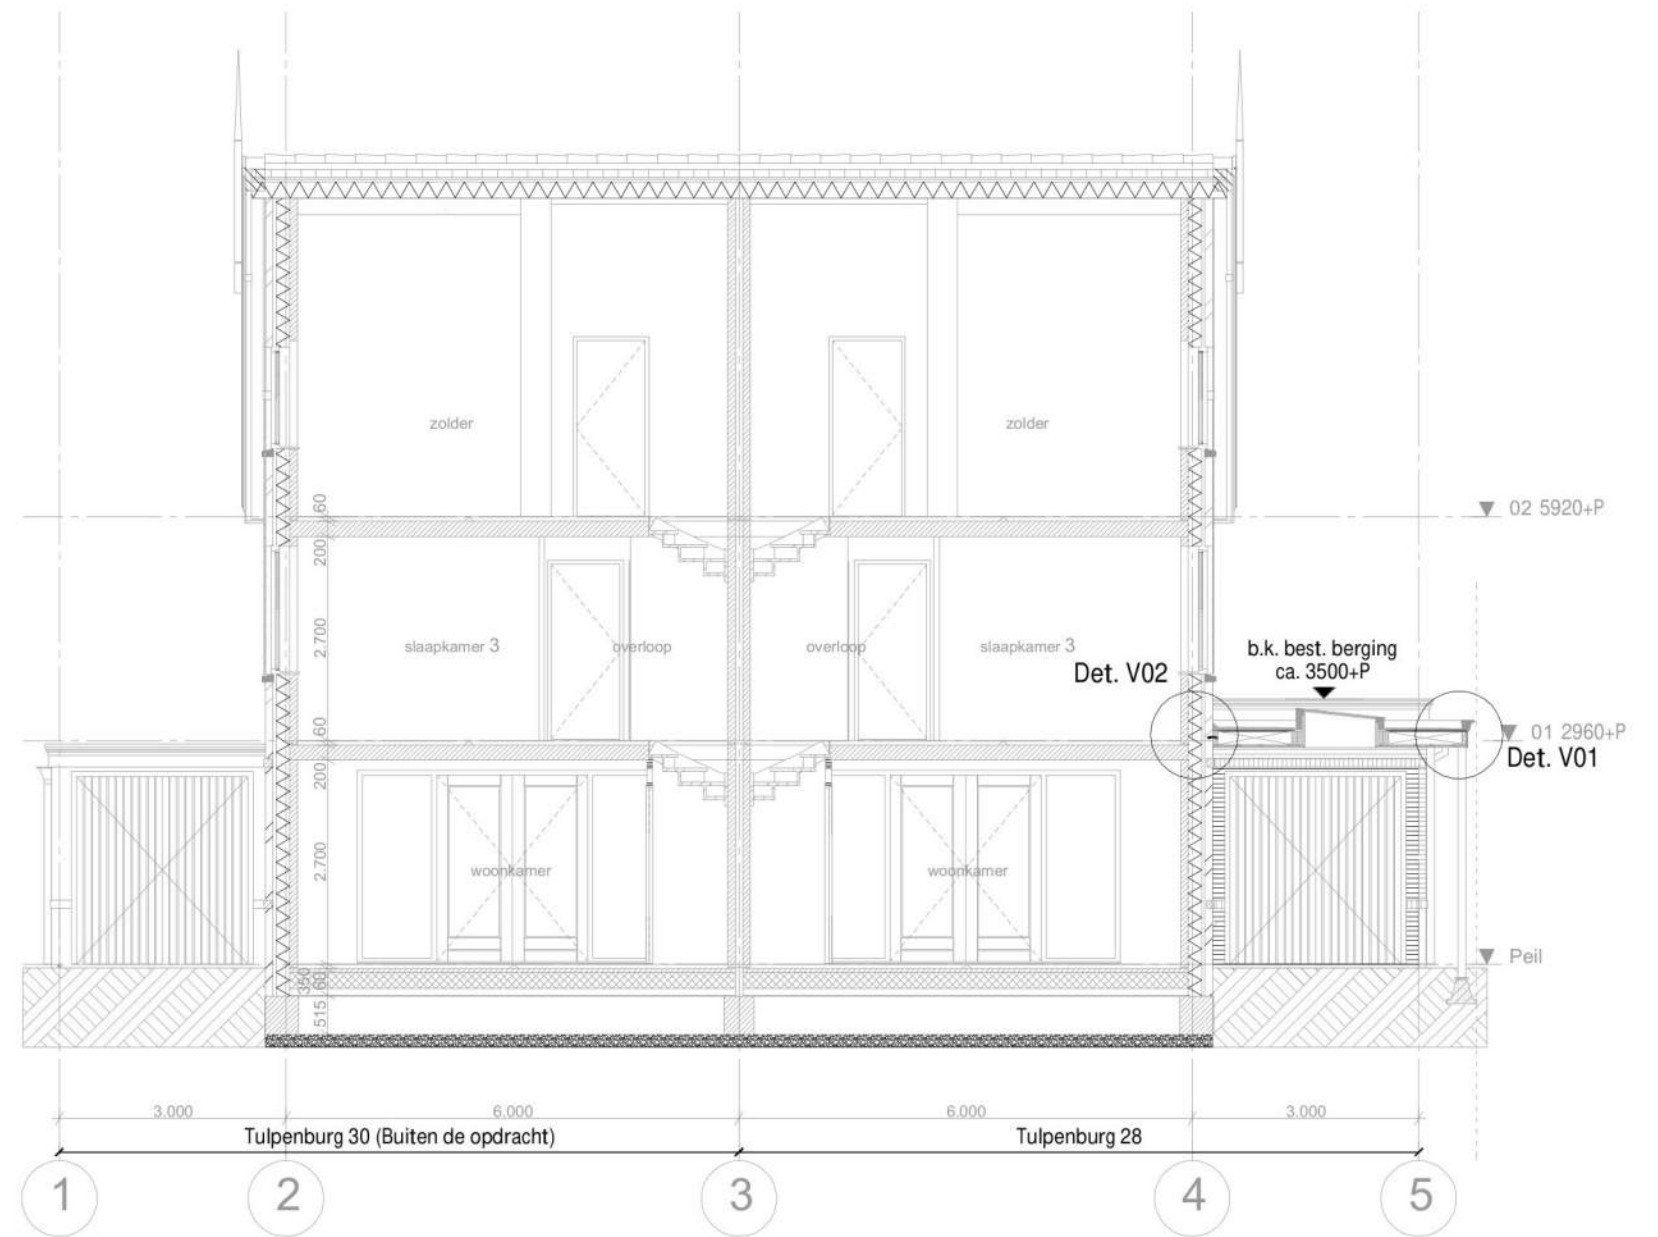 zolder
zolder
60
02 5920+P
200
2.700
slaapkamer 3
overloop
overloop
slaapkamer 3
b.k. best. berging
ca. 3500+P
Det. V02
60
01 2960+P
Det. V01
200
2.700
woonkamer
woonkamer
Peil
350
60
515
3.000
6.000
6.000
3.000
Tulpenburg 30 (Buiten de opdracht)
Tulpenburg 28
1
2
3
4
5